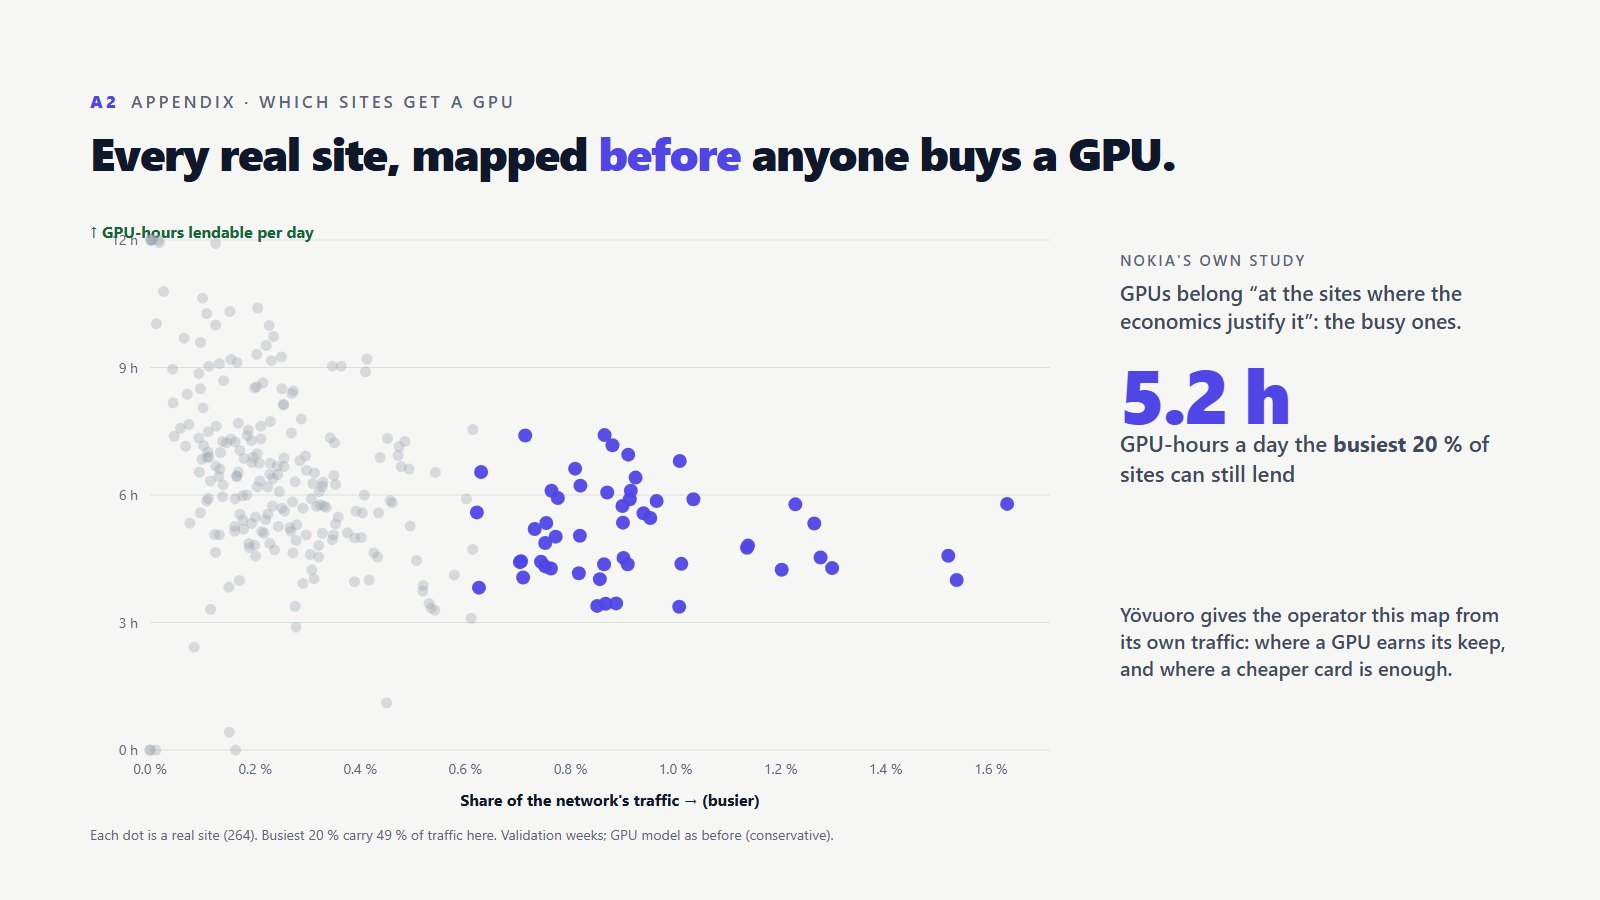 A2 APPENDIX · WHICH SITES GET A GPU
Every real site, mapped before anyone buys a GPU.
↑ GPU-hours lendable per day
12 h
9 h
6 h
3 h
0 h
0.0 %
0.2 %
0.4 %
0.6 %
0.8 %
1.0 %
1.2 %
1.4 %
1.6 %
Share of the network's traffic → (busier)
NOKIA'S OWN STUDY
GPUs belong “at the sites where the
economics justify it”: the busy ones.
5.2 h
GPU-hours a day the busiest 20 % of
sites can still lend
Yövuoro gives the operator this map from
its own traffic: where a GPU earns its keep,
and where a cheaper card is enough.
Each dot is a real site (264). Busiest 20 % carry 49 % of traffic here. Validation weeks; GPU model as before (conservative).